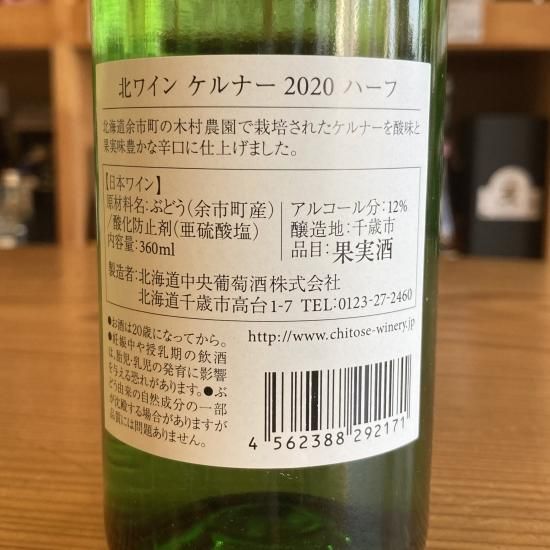 北ワイン ケルナー 2020 ハーフ
北海道余市町の木村農園で栽培されたケルナーを酸味と
果実味豊かな辛口に仕上げました。
【日本ワイン】
原材料名:ぶどう(余市町産)
/酸化防止剤(亜硫酸塩)
内容量:360ml
アルコール分:12%
醸造地:千歳市
品目:果実酒
製造者:北海道中央葡萄酒株式会社
北海道千歳市高台1-7 TEL:0123-27-2460
●お酒は20歳になってから。
●妊娠中や授乳期の飲酒
は、胎児・乳児の発育に影響
を与える恐れがあります。●ぶ
どう由来の自然成分の一部
が沈殿する場合がありますが
品質には問題ありません。
http://www.chitose-winery.jp
4 562388 292171